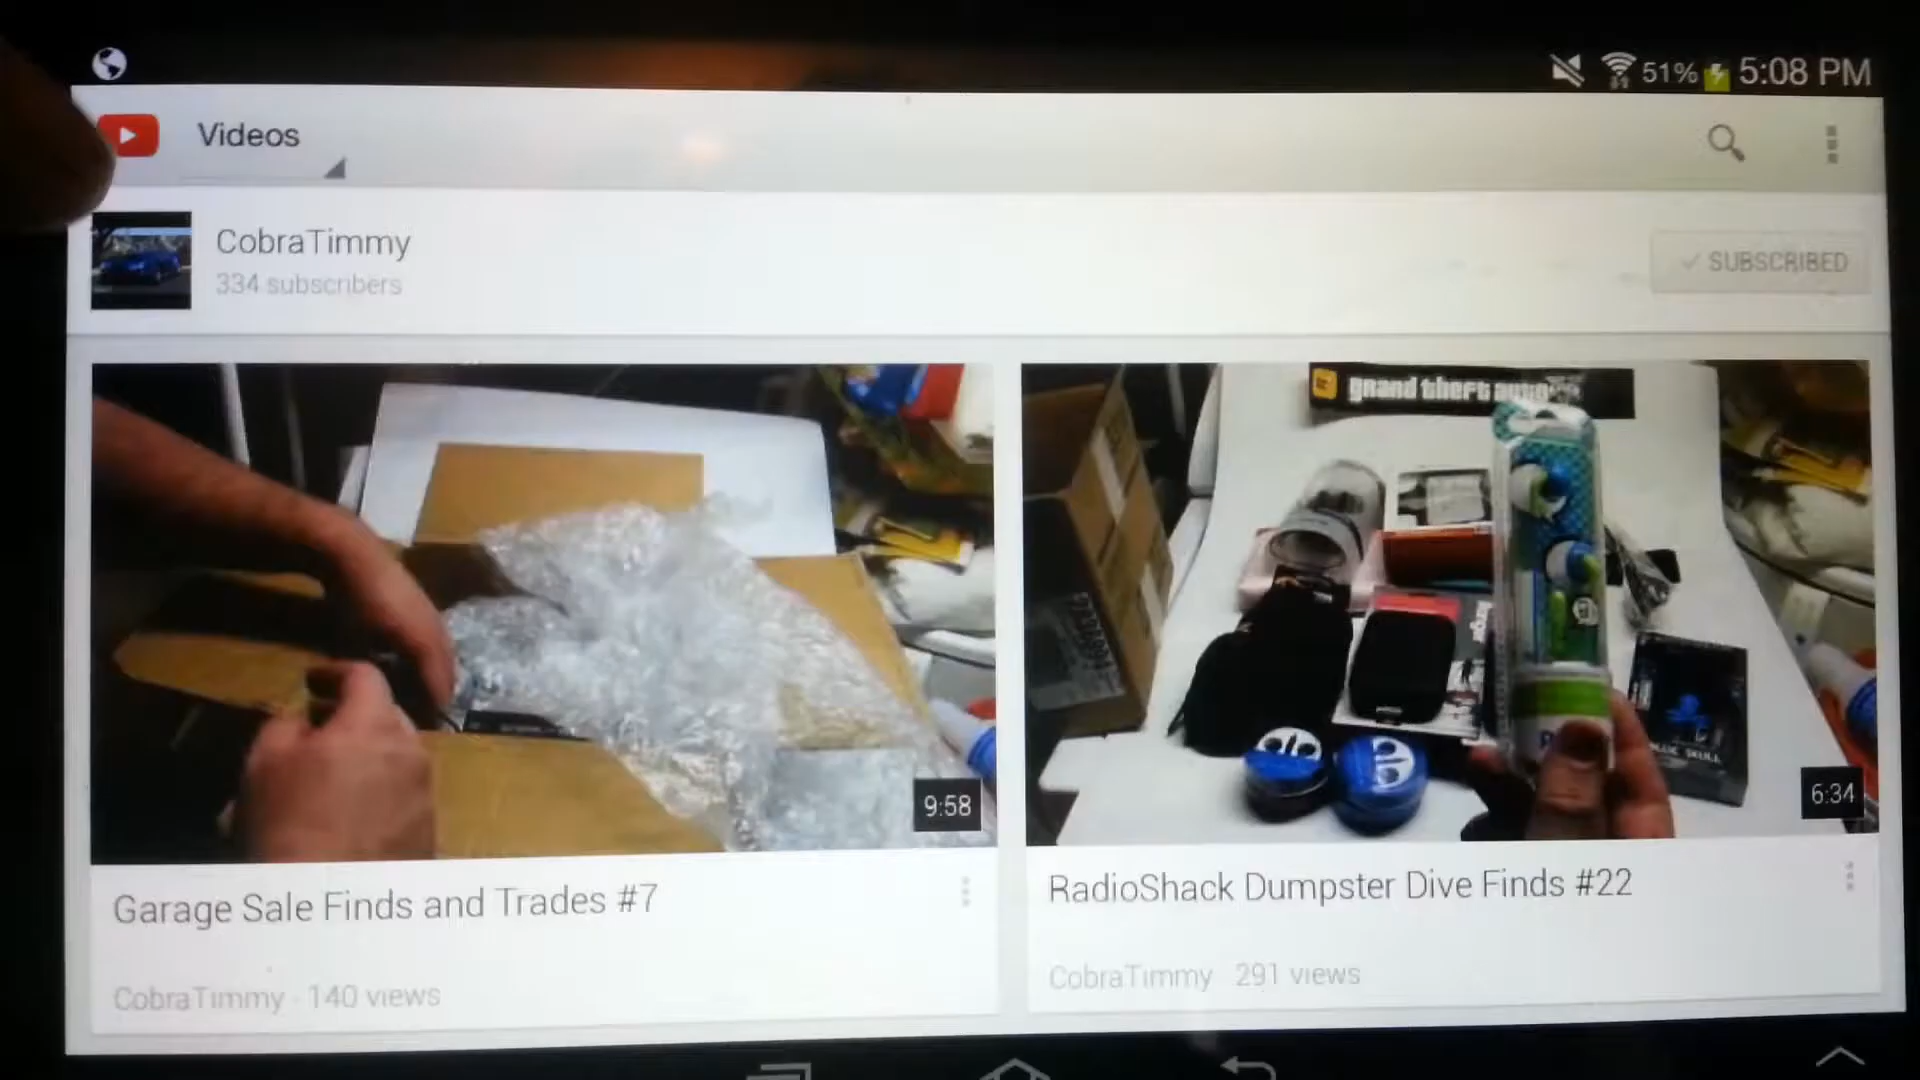 51% 5:08 PM
Videos
CobraTimmy
334 subscribers
SUBSCRIBED
grand theft auto
9:58
6:34
Garage Sale Finds and Trades #7
RadioShack Dumpster Dive Finds #22
CobraTimmy · 140 views
CobraTimmy 291 views